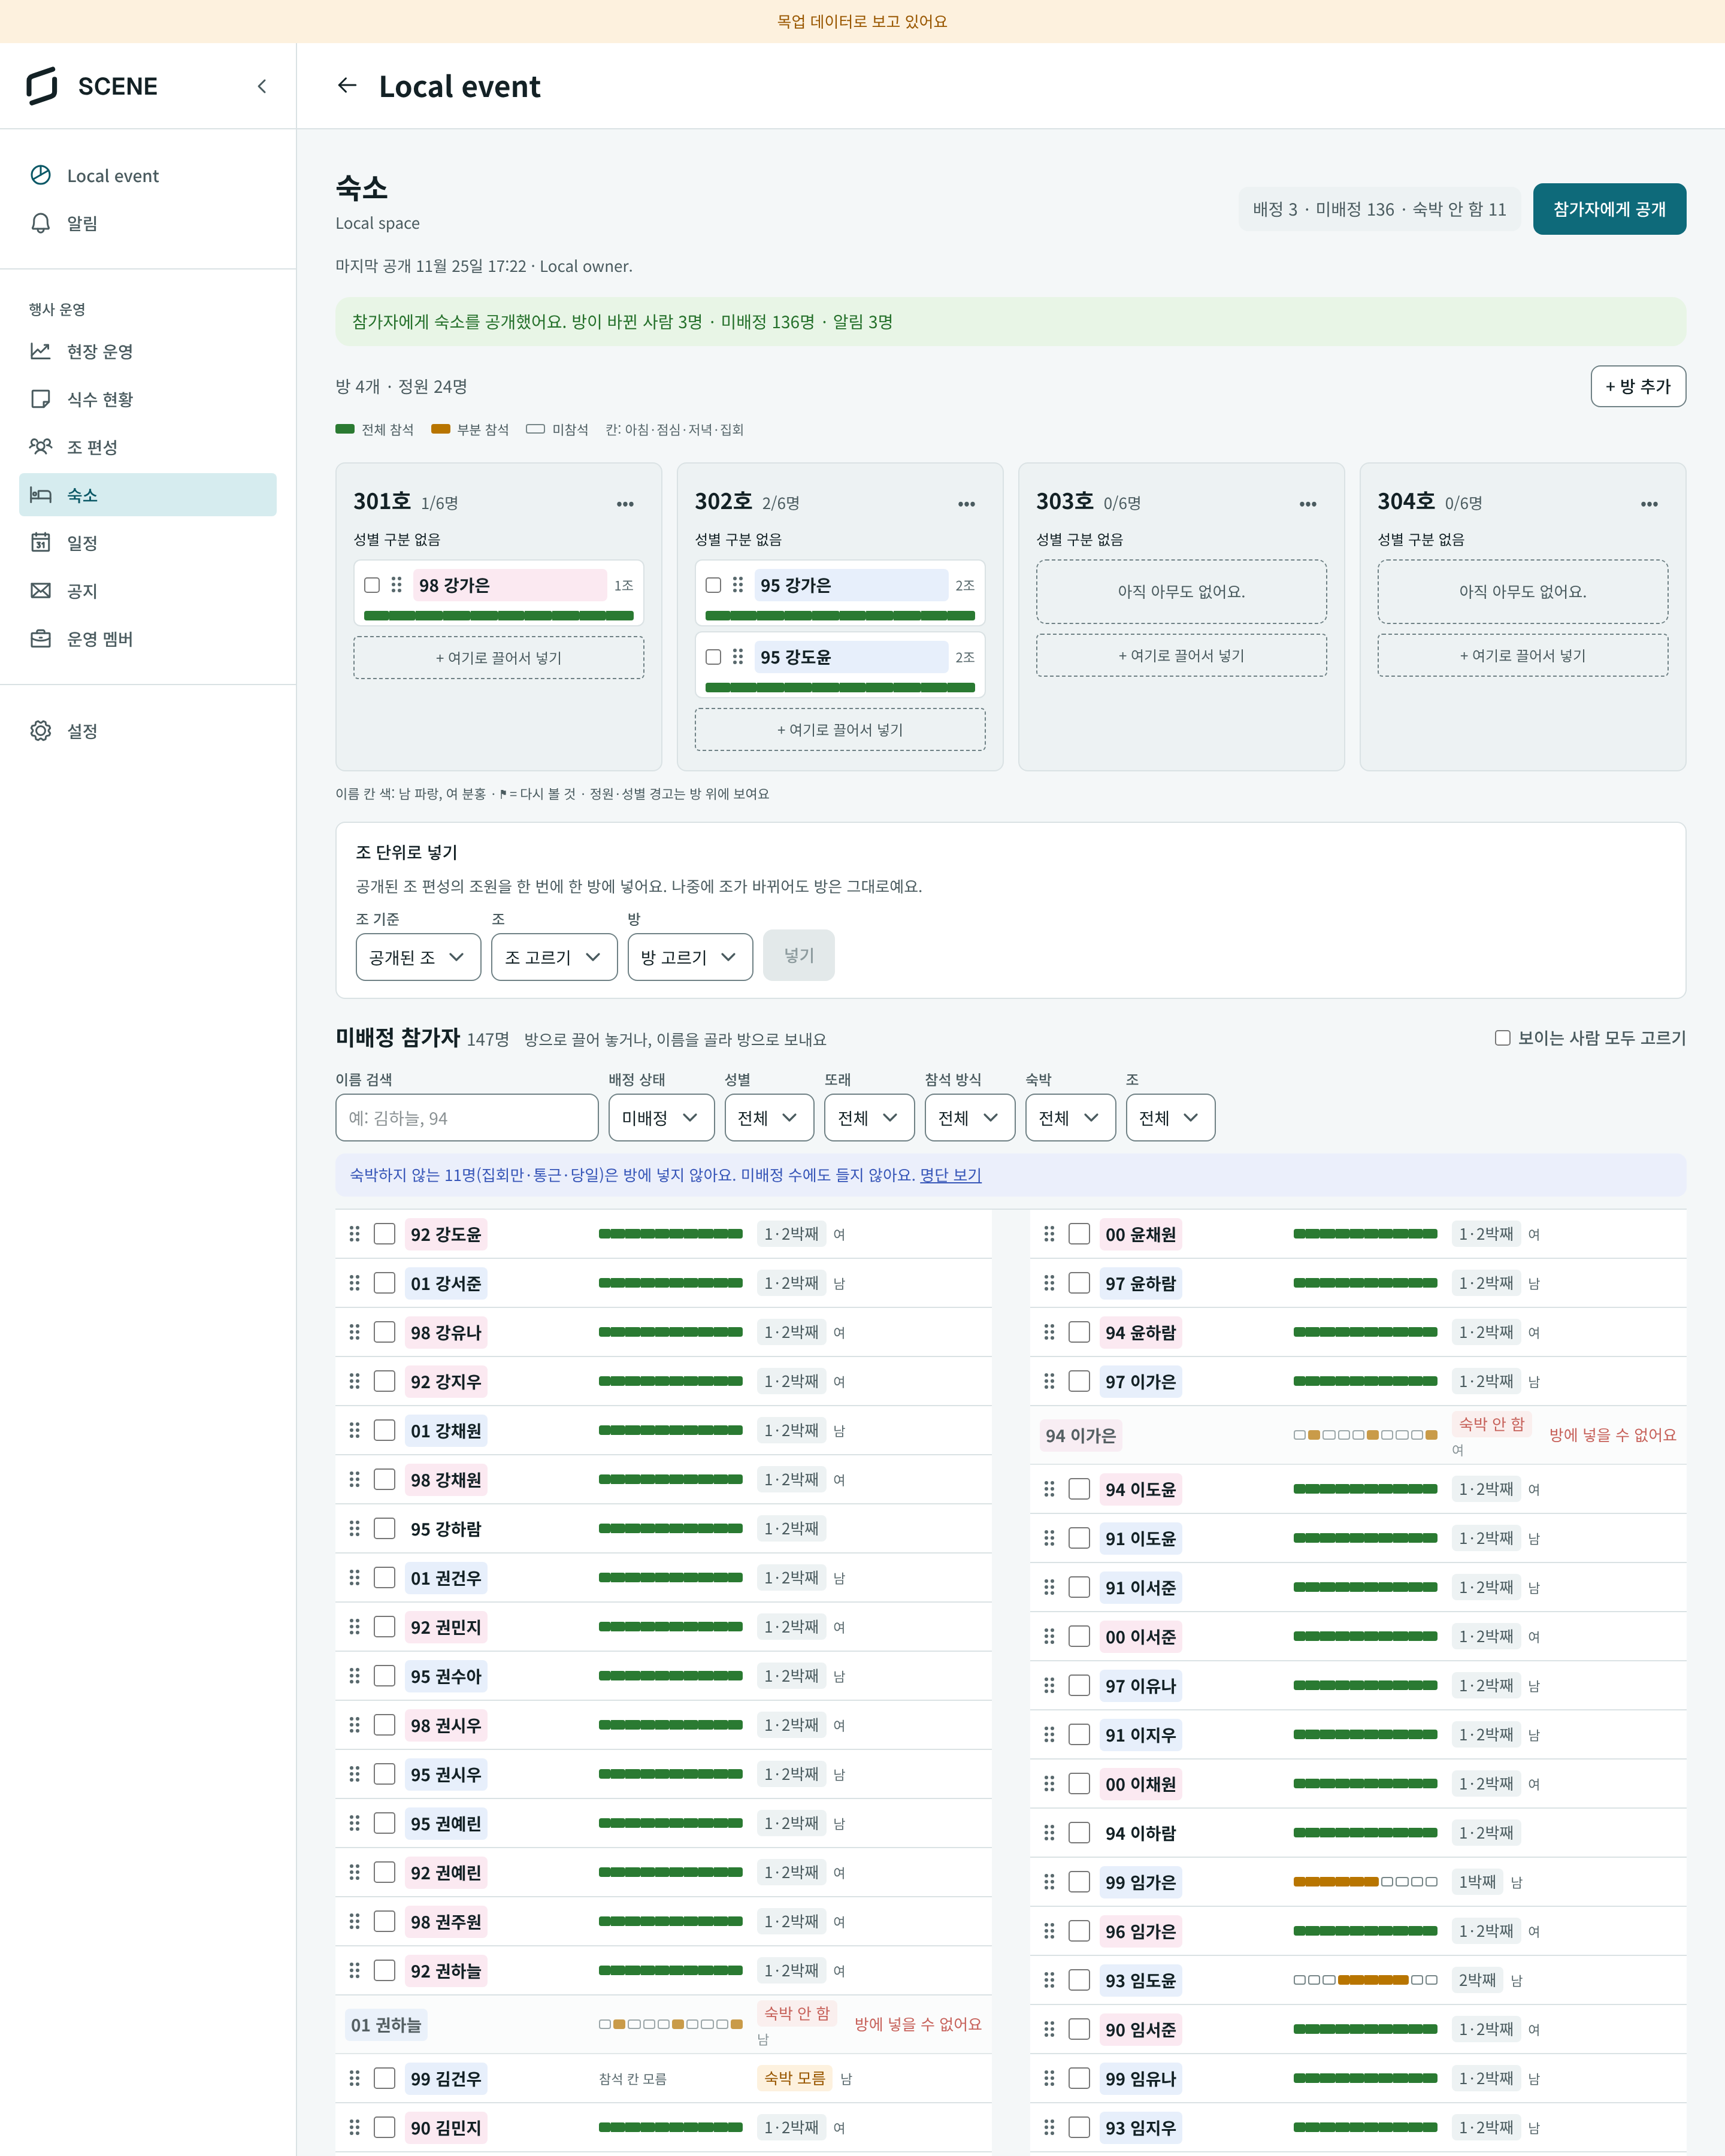 목업 데이터로 보고 있어요
SCENE
Local event
알림
행사 운영
현장 운영
식수 현황
조 편성
숙소
일정
공지
운영 멤버
설정
Local event
숙소
Local space
배정 3 · 미배정 136 · 숙박 안 함 11
참가자에게 공개
마지막 공개 11월 25일 17:22 · Local owner.
참가자에게 숙소를 공개했어요. 방이 바뀐 사람 3명 · 미배정 136명 · 알림 3명
방 4개 · 정원 24명
+ 방 추가
전체 참석 부분 참석 미참석 칸: 아침·점심·저녁·집회
301호 1/6명
성별 구분 없음
98 강가은 1조
+ 여기로 끌어서 넣기
302호 2/6명
성별 구분 없음
95 강가은 2조
95 강도윤 2조
+ 여기로 끌어서 넣기
303호 0/6명
성별 구분 없음
아직 아무도 없어요.
+ 여기로 끌어서 넣기
304호 0/6명
성별 구분 없음
아직 아무도 없어요.
+ 여기로 끌어서 넣기
이름 칸 색: 남 파랑, 여 분홍 · ⚑ = 다시 볼 것 · 정원·성별 경고는 방 위에 보여요
조 단위로 넣기
공개된 조 편성의 조원을 한 번에 한 방에 넣어요. 나중에 조가 바뀌어도 방은 그대로예요.
조 기준 조 방
공개된 조 조 고르기 방 고르기 넣기
미배정 참가자 147명 방으로 끌어 놓거나, 이름을 골라 방으로 보내요
보이는 사람 모두 고르기
이름 검색 배정 상태 성별 또래 참석 방식 숙박 조
예: 김하늘, 94 미배정 전체 전체 전체 전체 전체
숙박하지 않는 11명(집회만·통근·당일)은 방에 넣지 않아요. 미배정 수에도 들지 않아요. 명단 보기
92 강도윤 1·2박째 여
01 강서준 1·2박째 남
98 강유나 1·2박째 여
92 강지우 1·2박째 여
01 강채원 1·2박째 남
98 강채원 1·2박째 여
95 강하람 1·2박째
01 권건우 1·2박째 남
92 권민지 1·2박째 여
95 권수아 1·2박째 남
98 권시우 1·2박째 여
95 권시우 1·2박째 남
95 권예린 1·2박째 남
92 권예린 1·2박째 여
98 권주원 1·2박째 여
92 권하늘 1·2박째 여
01 권하늘 숙박 안 함 남 방에 넣을 수 없어요
99 김건우 참석 칸 모름 숙박 모름 남
90 김민지 1·2박째 여
00 윤채원 1·2박째 여
97 윤하람 1·2박째 남
94 윤하람 1·2박째 여
97 이가은 1·2박째 남
94 이가은 숙박 안 함 여 방에 넣을 수 없어요
94 이도윤 1·2박째 여
91 이도윤 1·2박째 남
91 이서준 1·2박째 남
00 이서준 1·2박째 여
97 이유나 1·2박째 남
91 이지우 1·2박째 남
00 이채원 1·2박째 여
94 이하람 1·2박째
99 임가은 1박째 남
96 임가은 1·2박째 여
93 임도윤 2박째 남
90 임서준 1·2박째 여
99 임유나 1·2박째 남
93 임지우 1·2박째 남